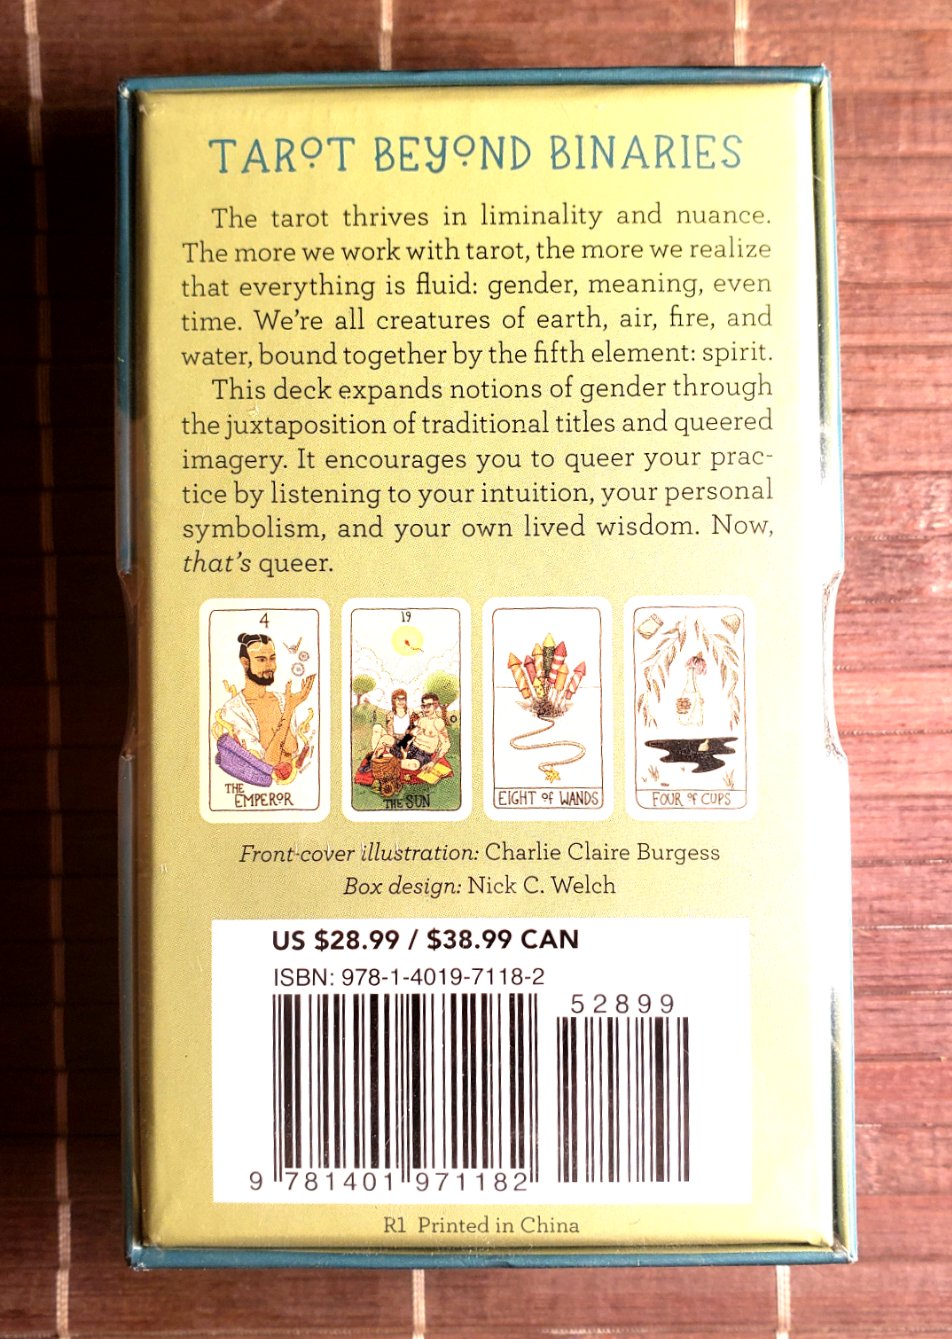 TAROT BEYOND BINARIES
The tarot thrives in liminality and nuance.
The more we work with tarot, the more we realize
that everything is fluid: gender, meaning, even
time. We're all creatures of earth, air, fire, and
water, bound together by the fifth element: spirit.
This deck expands notions of gender through
the juxtaposition of traditional titles and queered
imagery. It encourages you to queer your prac-
tice by listening to your intuition, your personal
symbolism, and your own lived wisdom. Now,
that's queer.
4
THE
EMPEROR
19
THE SUN
EIGHT OF WANDS
FOUR OF CUPS
Front-cover illustration: Charlie Claire Burgess
Box design: Nick C. Welch
US $28.99 / $38.99 CAN
ISBN: 978-1-4019-7118-2
52899
9 781401 971182
R1 Printed in China